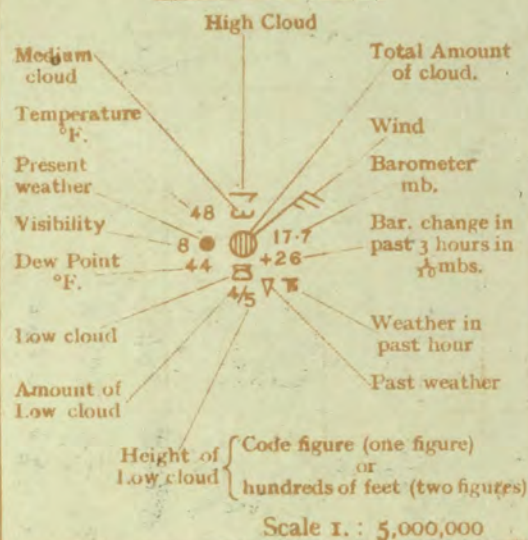 High Cloud
Medium
cloud
Total Amount
of cloud.
Temperature
°F.
Wind
Present
weather
Barometer
mb.
48
Visibility
8
17·7
Bar. change in
past 3 hours in
1/10 mbs.
+26
Dew Point
°F.
44
Low cloud
4/5
Weather in
past hour
Amount of
Low cloud
Past weather
Height of
Low cloud
Code figure (one figure)
or
hundreds of feet (two figures)
Scale 1. : 5,000,000